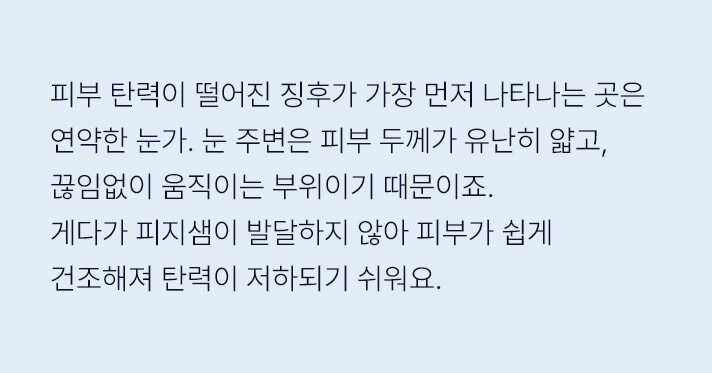 피부 탄력이 떨어진 징후가 가장 먼저 나타나는 곳은
연약한 눈가. 눈 주변은 피부 두께가 유난히 얇고,
끊임없이 움직이는 부위이기 때문이죠.
게다가 피지샘이 발달하지 않아 피부가 쉽게
건조해져 탄력이 저하되기 쉬워요.